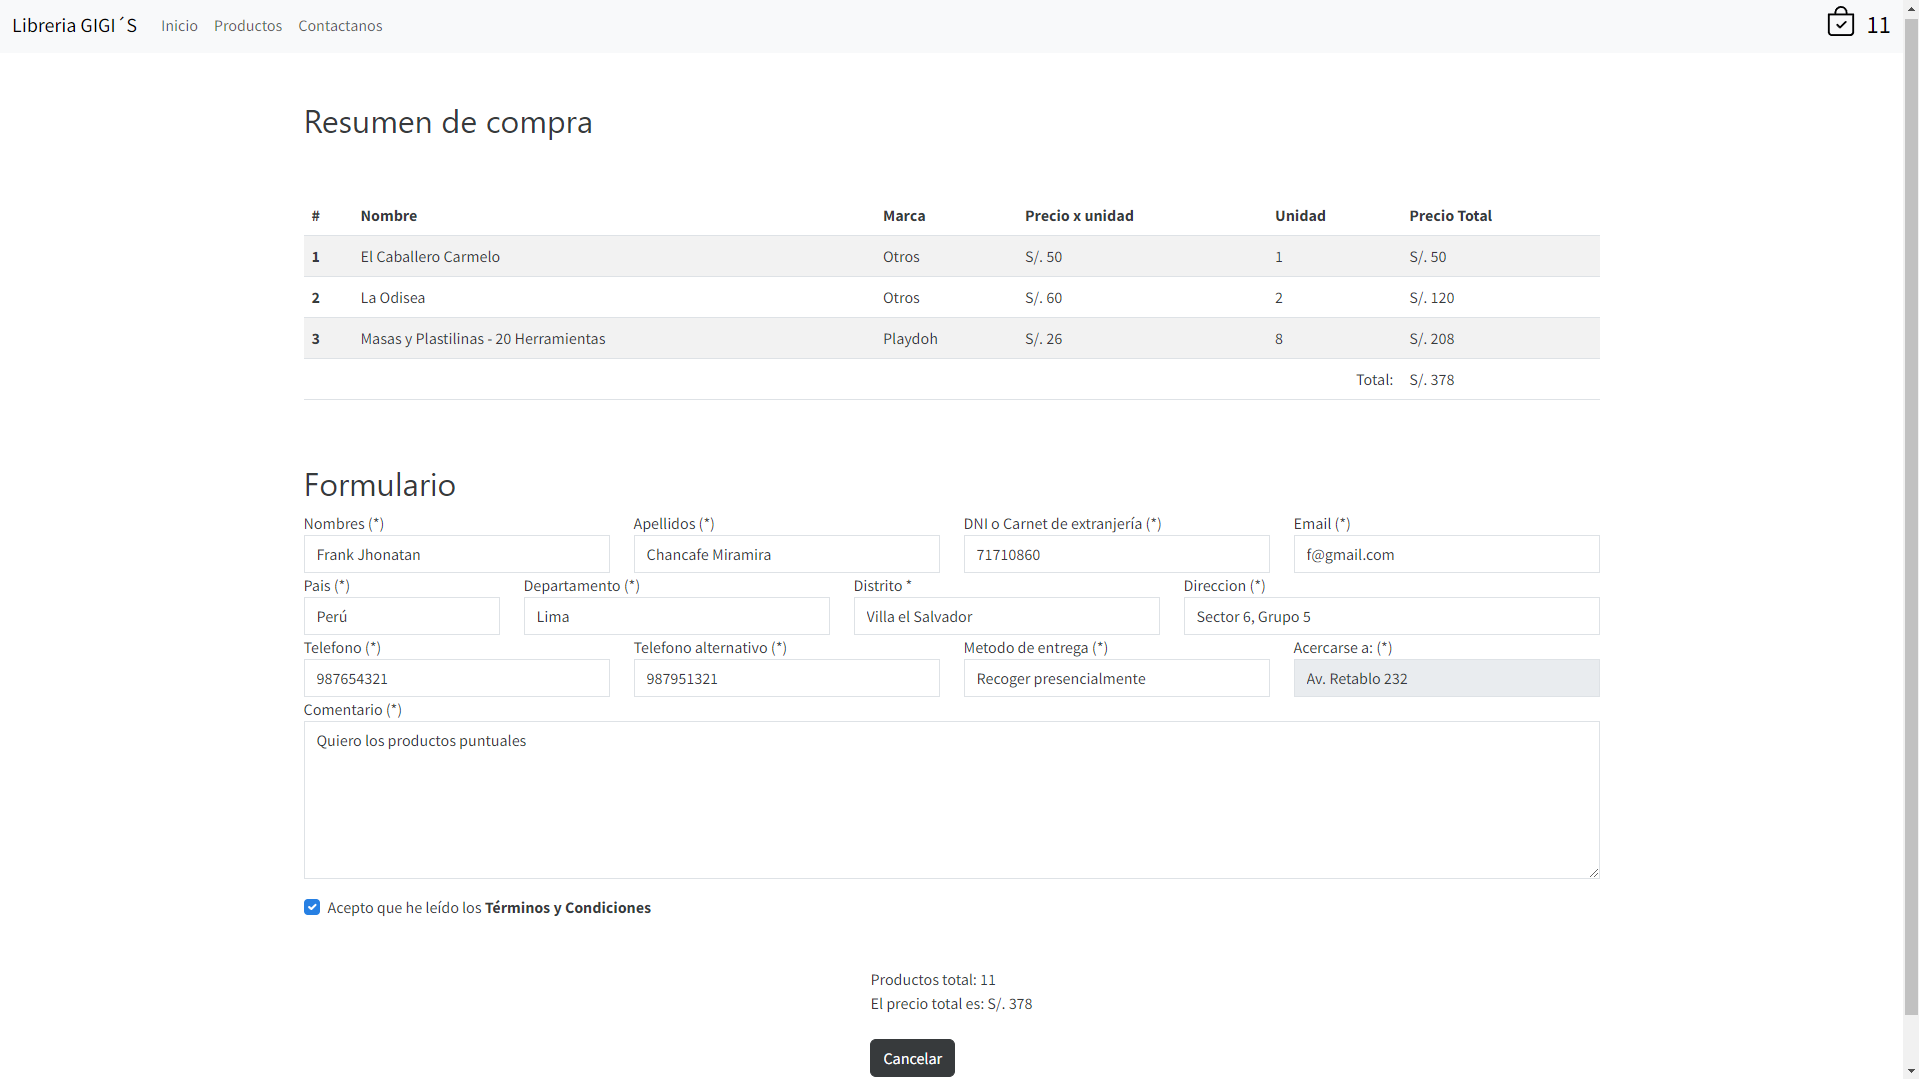 Libreria GIGI´S Inicio Productos Contactanos 11
Resumen de compra
# Nombre Marca Precio x unidad Unidad Precio Total
1 El Caballero Carmelo Otros S/. 50 1 S/. 50
2 La Odisea Otros S/. 60 2 S/. 120
3 Masas y Plastilinas - 20 Herramientas Playdoh S/. 26 8 S/. 208
Total: S/. 378
Formulario
Nombres (*) Apellidos (*) DNI o Carnet de extranjería (*) Email (*)
Frank Jhonatan Chancafe Miramira 71710860 f@gmail.com
Pais (*) Departamento (*) Distrito * Direccion (*)
Perú Lima Villa el Salvador Sector 6, Grupo 5
Telefono (*) Telefono alternativo (*) Metodo de entrega (*) Acercarse a: (*)
987654321 987951321 Recoger presencialmente Av. Retablo 232
Comentario (*)
Quiero los productos puntuales
Acepto que he leído los Términos y Condiciones
Productos total: 11
El precio total es: S/. 378
Cancelar